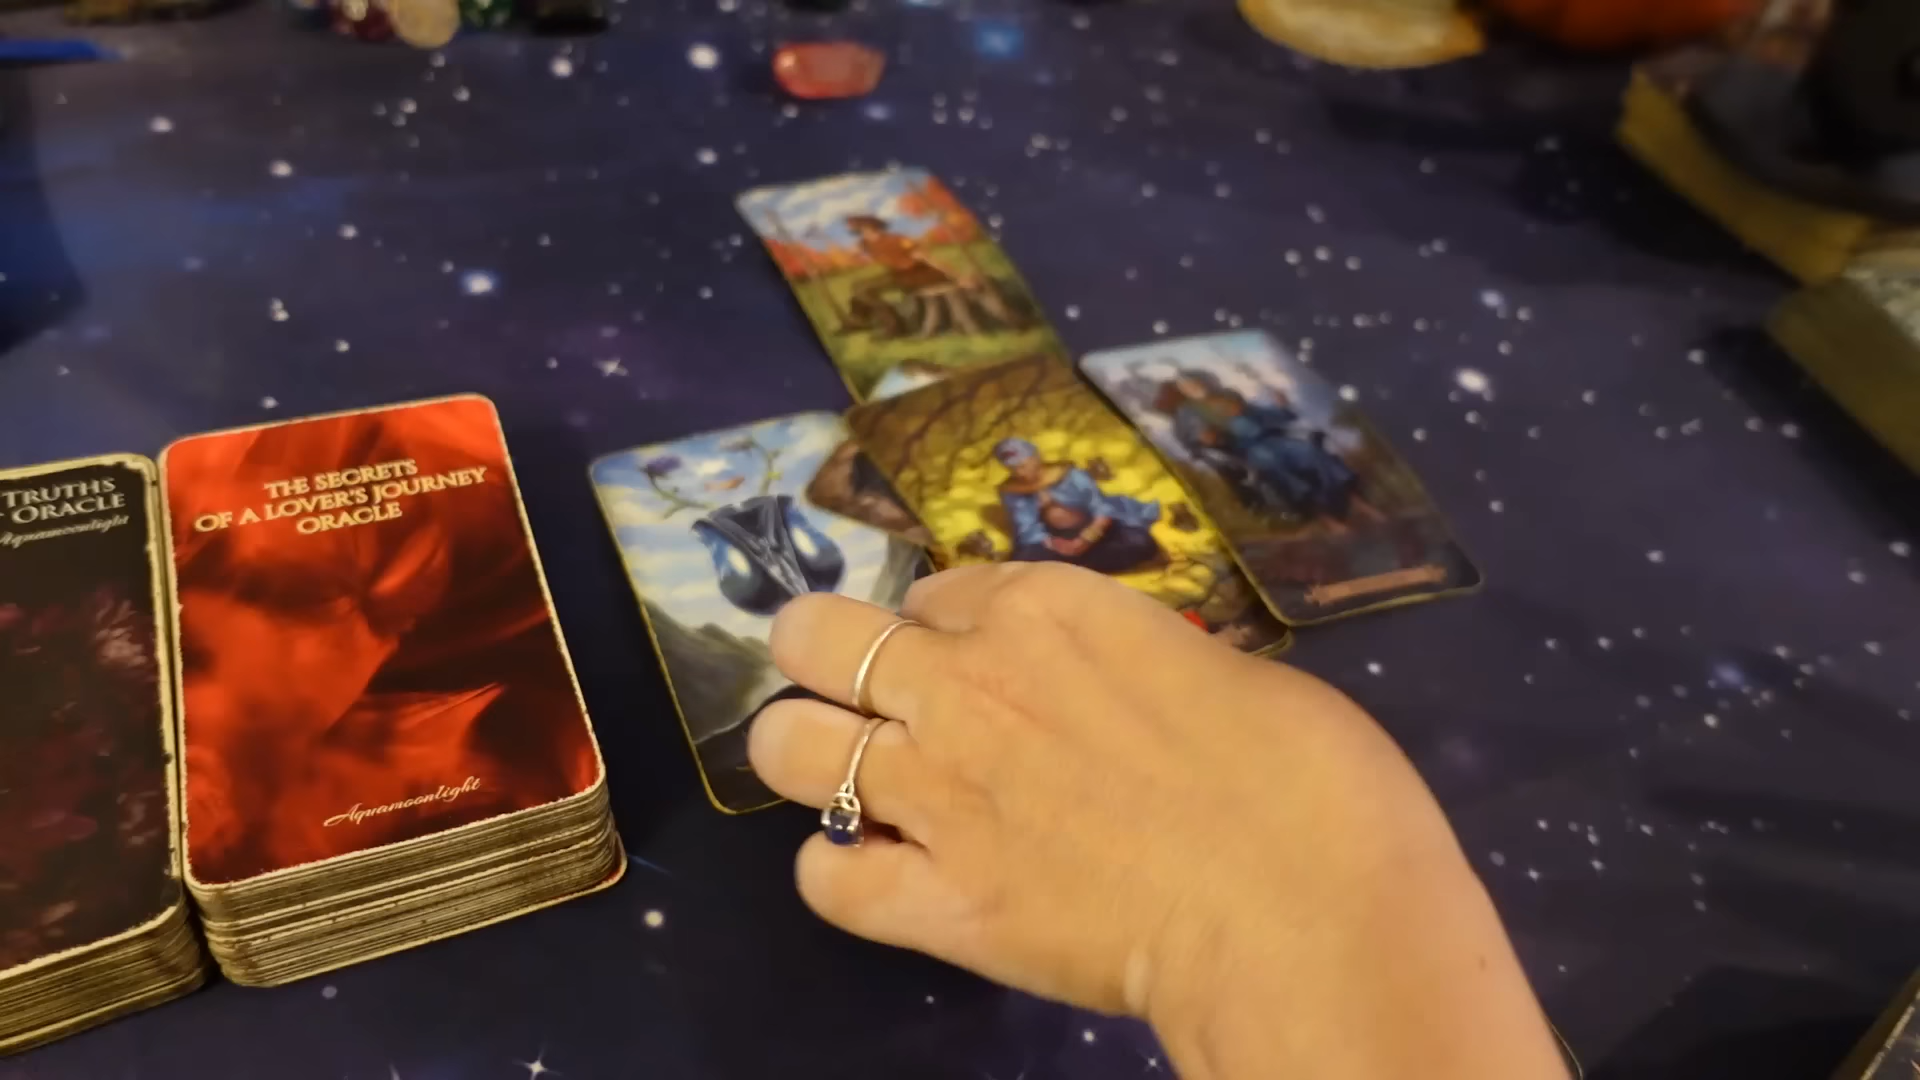 TRUTHS
ORACLE
Aquamoonlight
THE SECRETS
OF A LOVER'S JOURNEY
ORACLE
Aquamoonlight